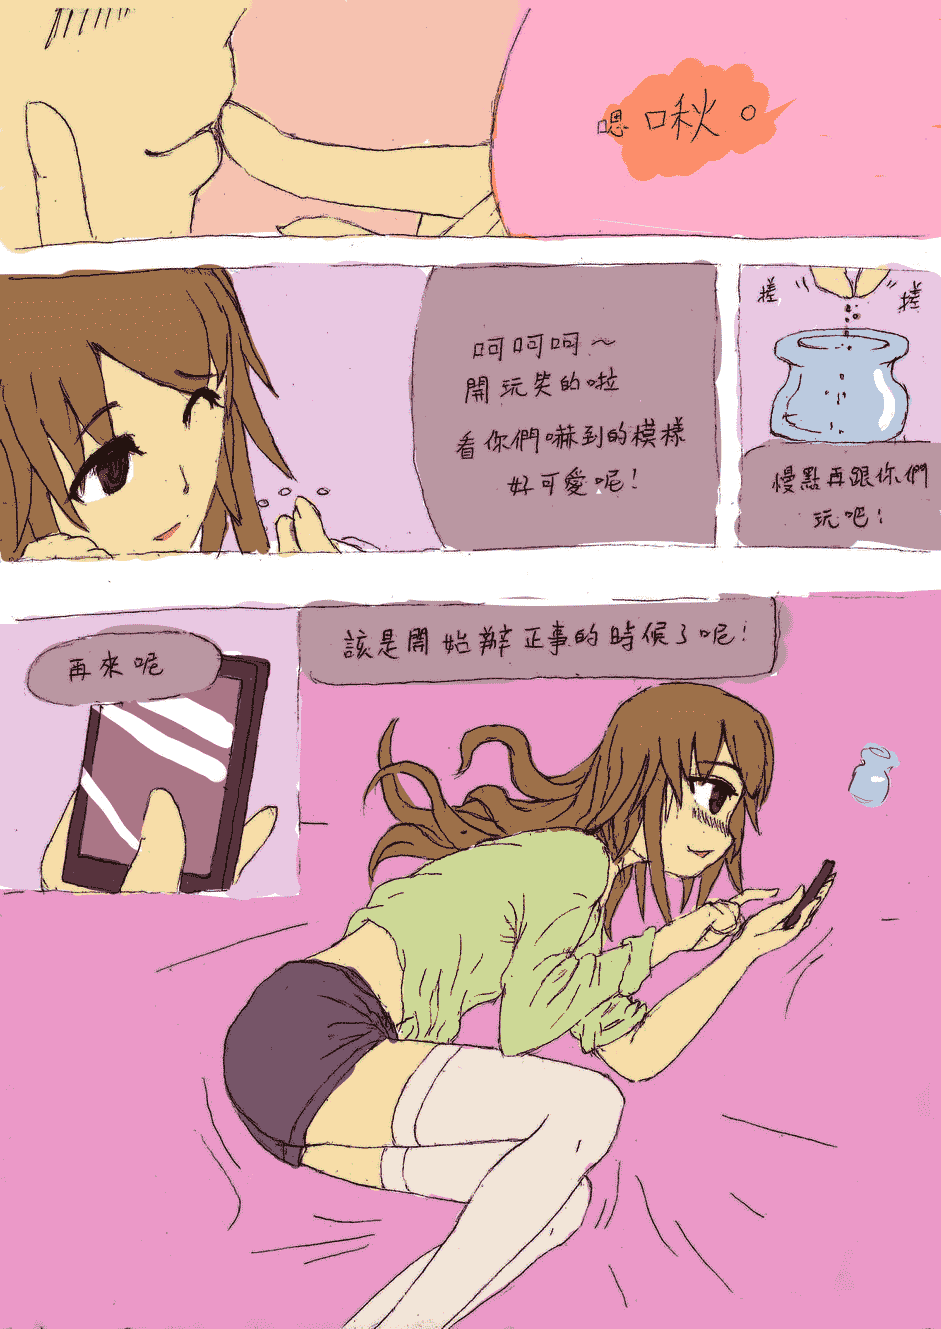 嗯啾。
呵呵呵～
開玩笑的啦
看你們嚇到的模樣
好可愛呢!
搓
搓
慢點再跟你們
玩吧!
再來呢
該是開始辦正事的時候了呢!